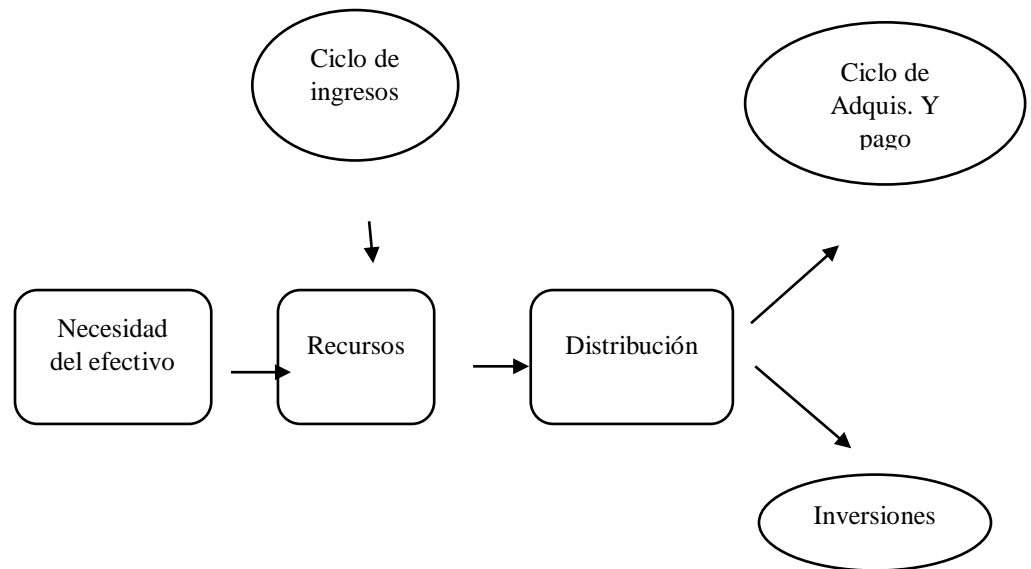 Ciclo de
ingresos
Ciclo de
Adquis. Y
pago
Necesidad
del efectivo
Recursos
Distribución
Inversiones